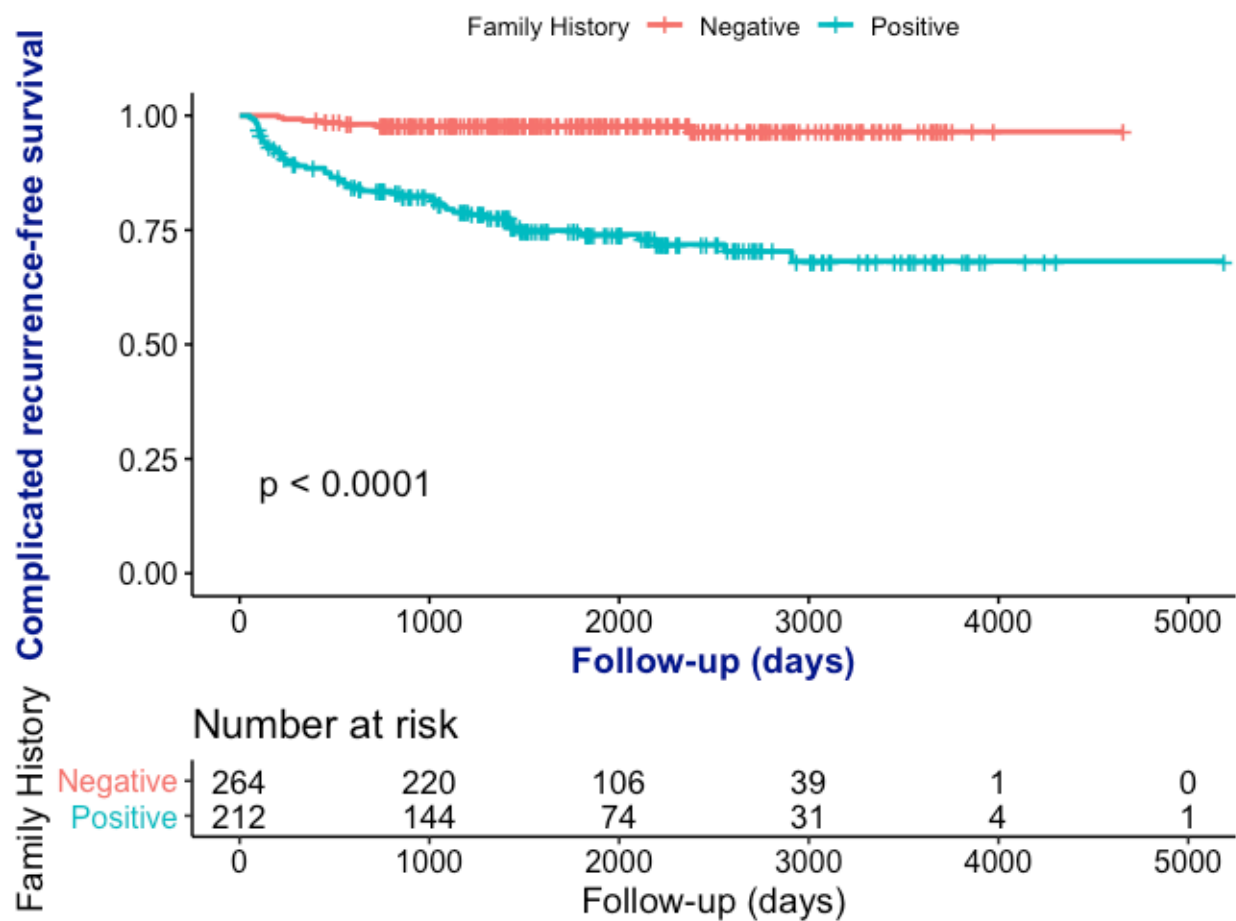 Family History Negative Positive
Complicated recurrence-free survival
1.00
0.75
0.50
0.25
0.00
p < 0.0001
0 1000 2000 3000 4000 5000
Follow-up (days)
Number at risk
Family History
Negative 264 220 106 39 1 0
Positive 212 144 74 31 4 1
0 1000 2000 3000 4000 5000
Follow-up (days)